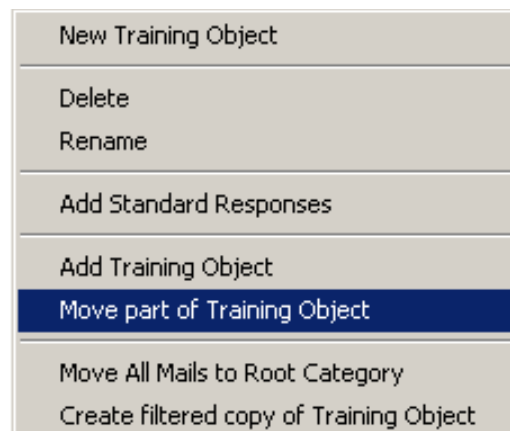 New Training Object
Delete
Rename
Add Standard Responses
Add Training Object
Move part of Training Object
Move All Mails to Root Category
Create filtered copy of Training Object